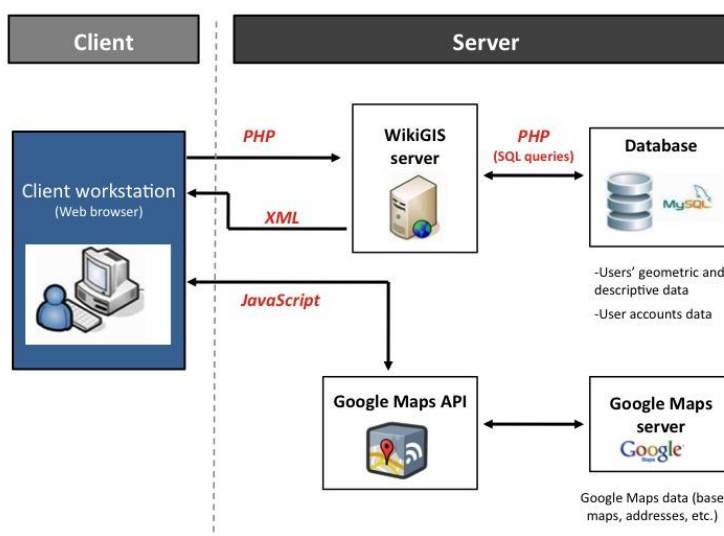 Client
Server
PHP
WikiGIS
server
PHP
(SQL queries)
Database
MySQL
Client workstation
(Web browser)
XML
-Users' geometric and
descriptive data
-User accounts data
JavaScript
Google Maps API
Google Maps
server
Google
Maps
Google Maps data (base
maps, addresses, etc.)